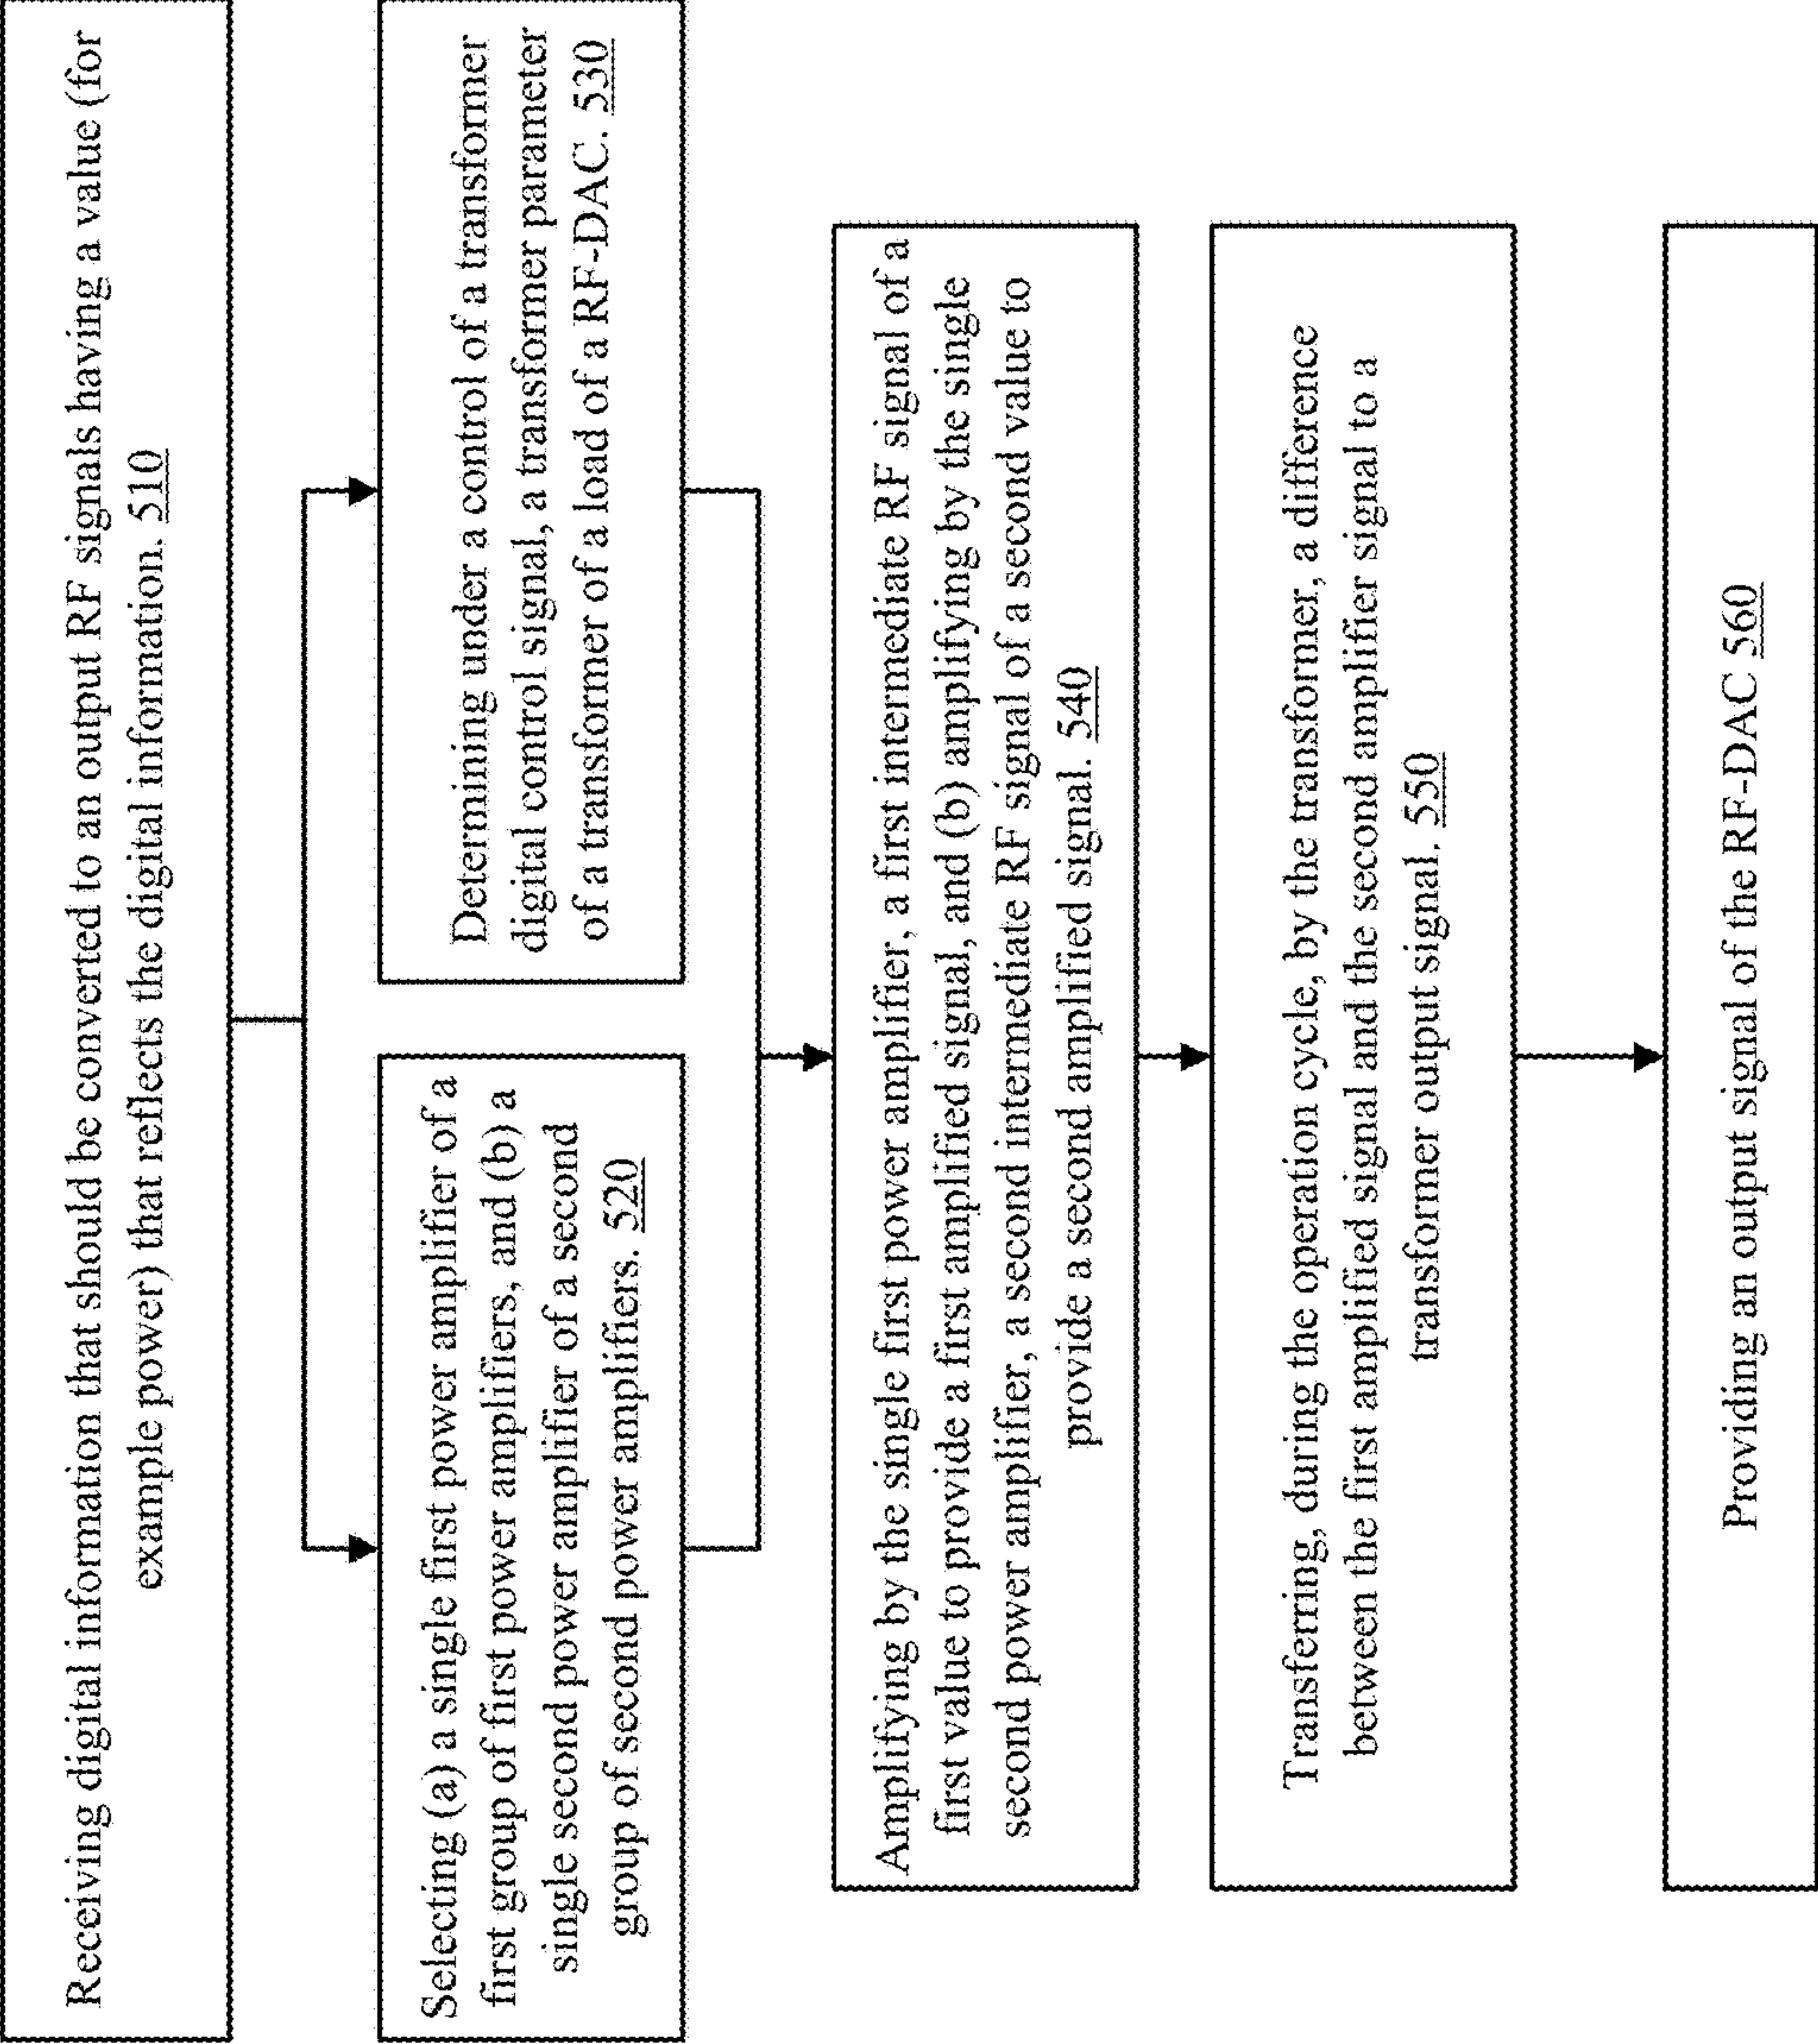 Receiving digital information that should be converted to an output RF signals having a value (for
example power) that reflects the digital information. 510
Selecting (a) a single first power amplifier of a
first group of first power amplifiers, and (b) a
single second power amplifier of a second
group of second power amplifiers. 520
Determining under a control of a transformer
digital control signal, a transformer parameter
of a transformer of a load of a RF-DAC. 530
Amplifying by the single first power amplifier, a first intermediate RF signal of a
first value to provide a first amplified signal, and (b) amplifying by the single
second power amplifier, a second intermediate RF signal of a second value to
provide a second amplified signal. 540
Transferring, during the operation cycle, by the transformer, a difference
between the first amplified signal and the second amplifier signal to a
transformer output signal. 550
Providing an output signal of the RF-DAC 560